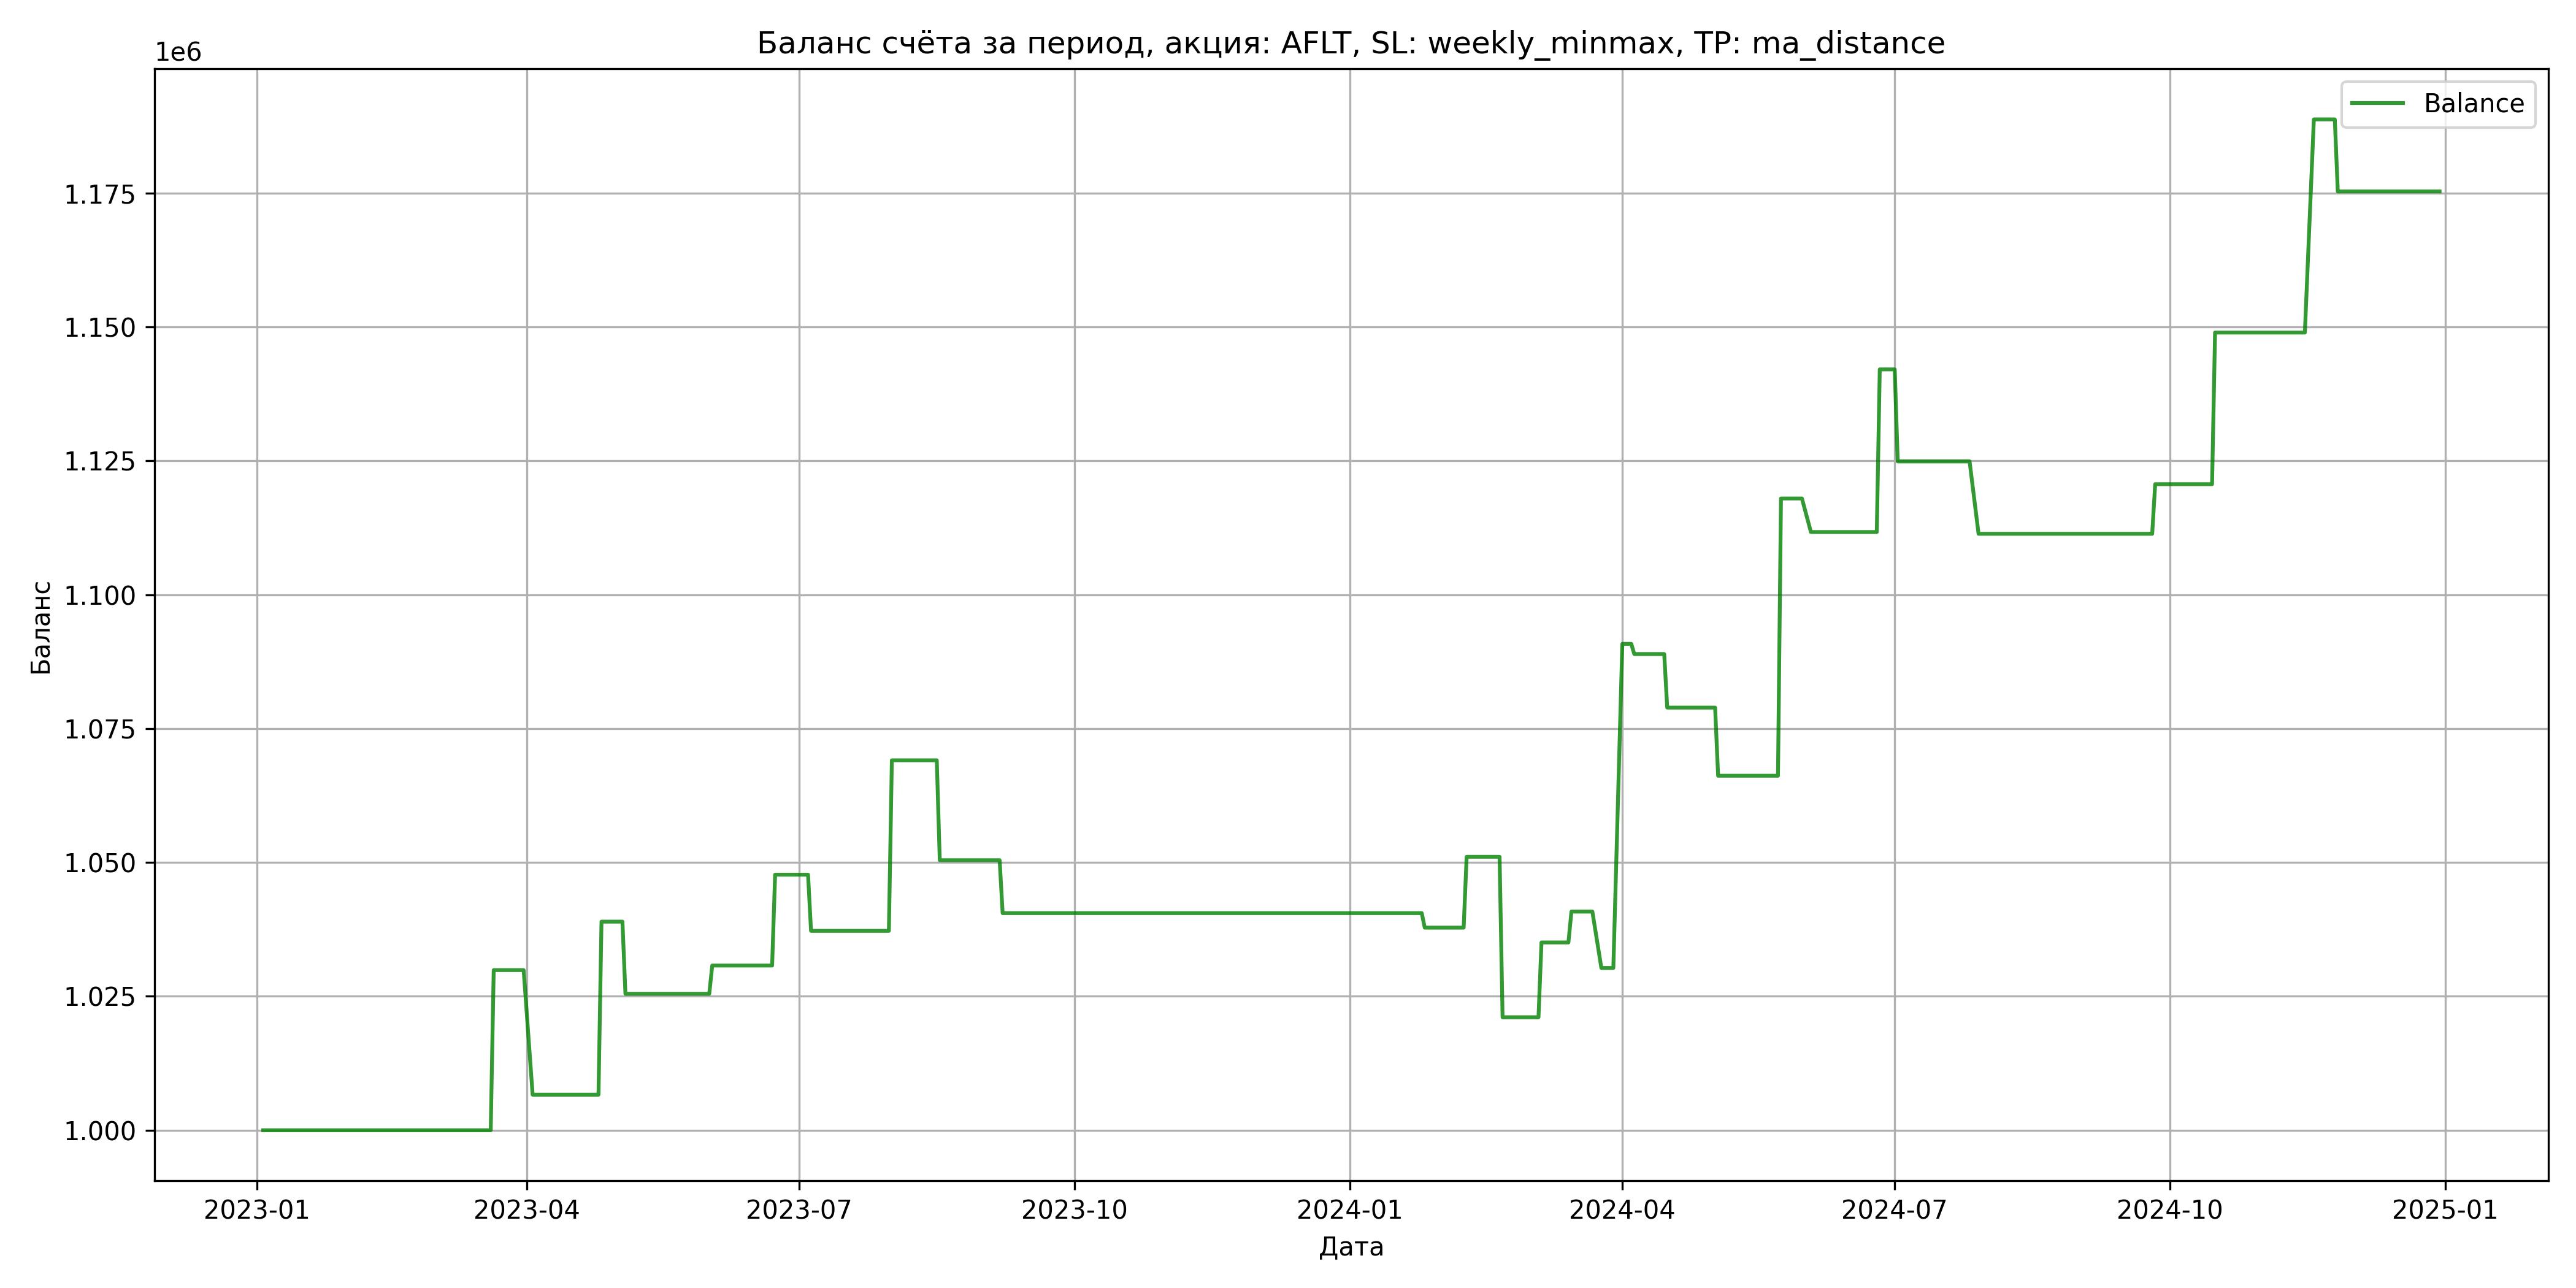 Баланс счёта за период, акция: AFLT, SL: weekly_minmax, TP: ma_distance
1e6
Balance
1.175
1.150
1.125
1.100
1.075
1.050
1.025
1.000
Баланс
2023-01 2023-04 2023-07 2023-10 2024-01 2024-04 2024-07 2024-10 2025-01
Дата